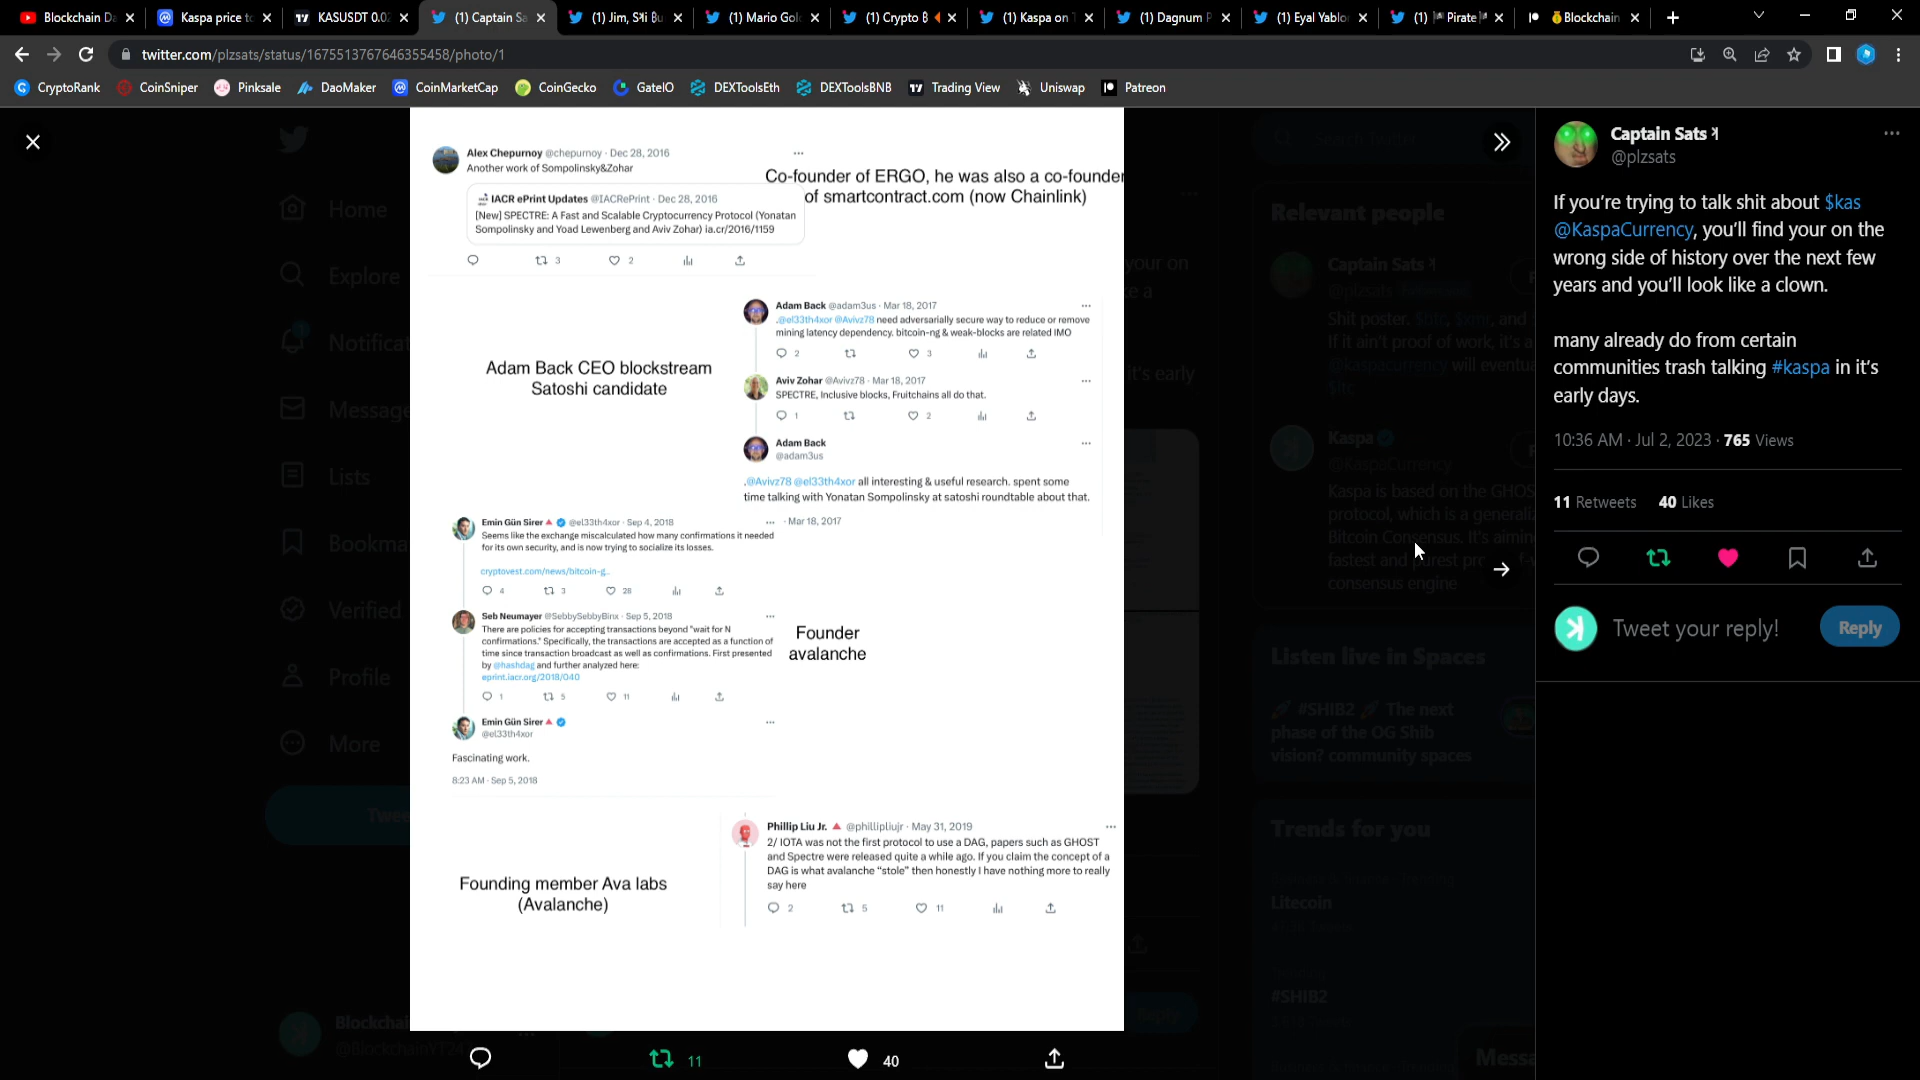 Blockchain Da
Kaspa price to
KASUSDT 0.02
(1) Captain Sa
(1) Jim, S
(1) Mario Gol
(1) Crypto B
(1) Kaspa on
(1) Dagnum P
(1) Eyal Yablo
(1) Pirate
Blockchain
twitter.com/plzsats/status/1675513767646355458/photo/1
CryptoRank
CoinSniper
Pinksale
DaoMaker
CoinMarketCap
CoinGecko
GateIO
DEXToolsEth
DEXToolsBNB
Trading View
Uniswap
Patreon
Home
Explore
Notificat
Message
Lists
Bookma
Verified
Profile
More
Twee
Blockchai
Alex Chepurnoy @chepurnoy · Dec 28, 2016
Another work of Sompolinsky&Zohar
IACR ePrint Updates @IACRePrint · Dec 28, 2016
[New] SPECTRE: A Fast and Scalable Cryptocurrency Protocol (Yonatan
Sompolinsky and Yoad Lewenberg and Aviv Zohar) ia.cr/2016/1159
3
2
Co-founder of ERGO, he was also a co-founder
of smartcontract.com (now Chainlink)
Adam Back @adam3us · Mar 18, 2017
.@el33th4xor @Avivz78 need adversarially secure way to reduce or remove
mining latency dependency. bitcoin-ng & weak-blocks are related IMO
2
3
Adam Back CEO blockstream
Satoshi candidate
Aviv Zohar @Avivz78 · Mar 18, 2017
SPECTRE, Inclusive blocks, Fruitchains all do that.
1
2
Adam Back
@adam3us
.@Avivz78 @el33th4xor all interesting & useful research. spent some
time talking with Yonatan Sompolinsky at satoshi roundtable about that.
· Mar 18, 2017
Emin Gün Sirer @el33th4xor · Sep 4, 2018
Seems like the exchange miscalculated how many confirmations it needed
for its own security, and is now trying to socialize its losses.
cryptovest.com/news/bitcoin-g..
4
3
28
Seb Neumayer @SebbySebbyBinx · Sep 5, 2018
There are policies for accepting transactions beyond "wait for N
confirmations." Specifically, the transactions are accepted as a function of
time since transaction broadcast as well as confirmations. First presented
by @hashdag and further analyzed here:
eprint.iacr.org/2018/040
1
5
11
Founder
avalanche
Emin Gün Sirer
@el33th4xor
Fascinating work.
8:23 AM · Sep 5, 2018
Phillip Liu Jr. @phillipliujr · May 31, 2019
2/ IOTA was not the first protocol to use a DAG, papers such as GHOST
and Spectre were released quite a while ago. If you claim the concept of a
DAG is what avalanche "stole" then honestly I have nothing more to really
say here
2
5
11
Founding member Ava labs
(Avalanche)
11
40
Search Twitter
Relevant people
Captain Sats
Shit poster.
If it ain't proof of work, it's a
Kaspa
@KaspaCurrency
Kaspa is based on the GHOS
protocol, which is a generali
Bitcoin Consensus. It's aimin
fastest and purest pr
consensus engine
Listen live in Spaces
#SHIB2 The next
phase of the OG Shib
vision? community spaces
Trends for you
Litecoin
#SHIB2
Reply
Messa
Captain Sats
@plzsats
If you're trying to talk shit about $kas
@KaspaCurrency, you'll find your on the
wrong side of history over the next few
years and you'll look like a clown.
many already do from certain
communities trash talking #kaspa in it's
early days.
10:36 AM · Jul 2, 2023 · 765 Views
11 Retweets 40 Likes
Tweet your reply!
Reply